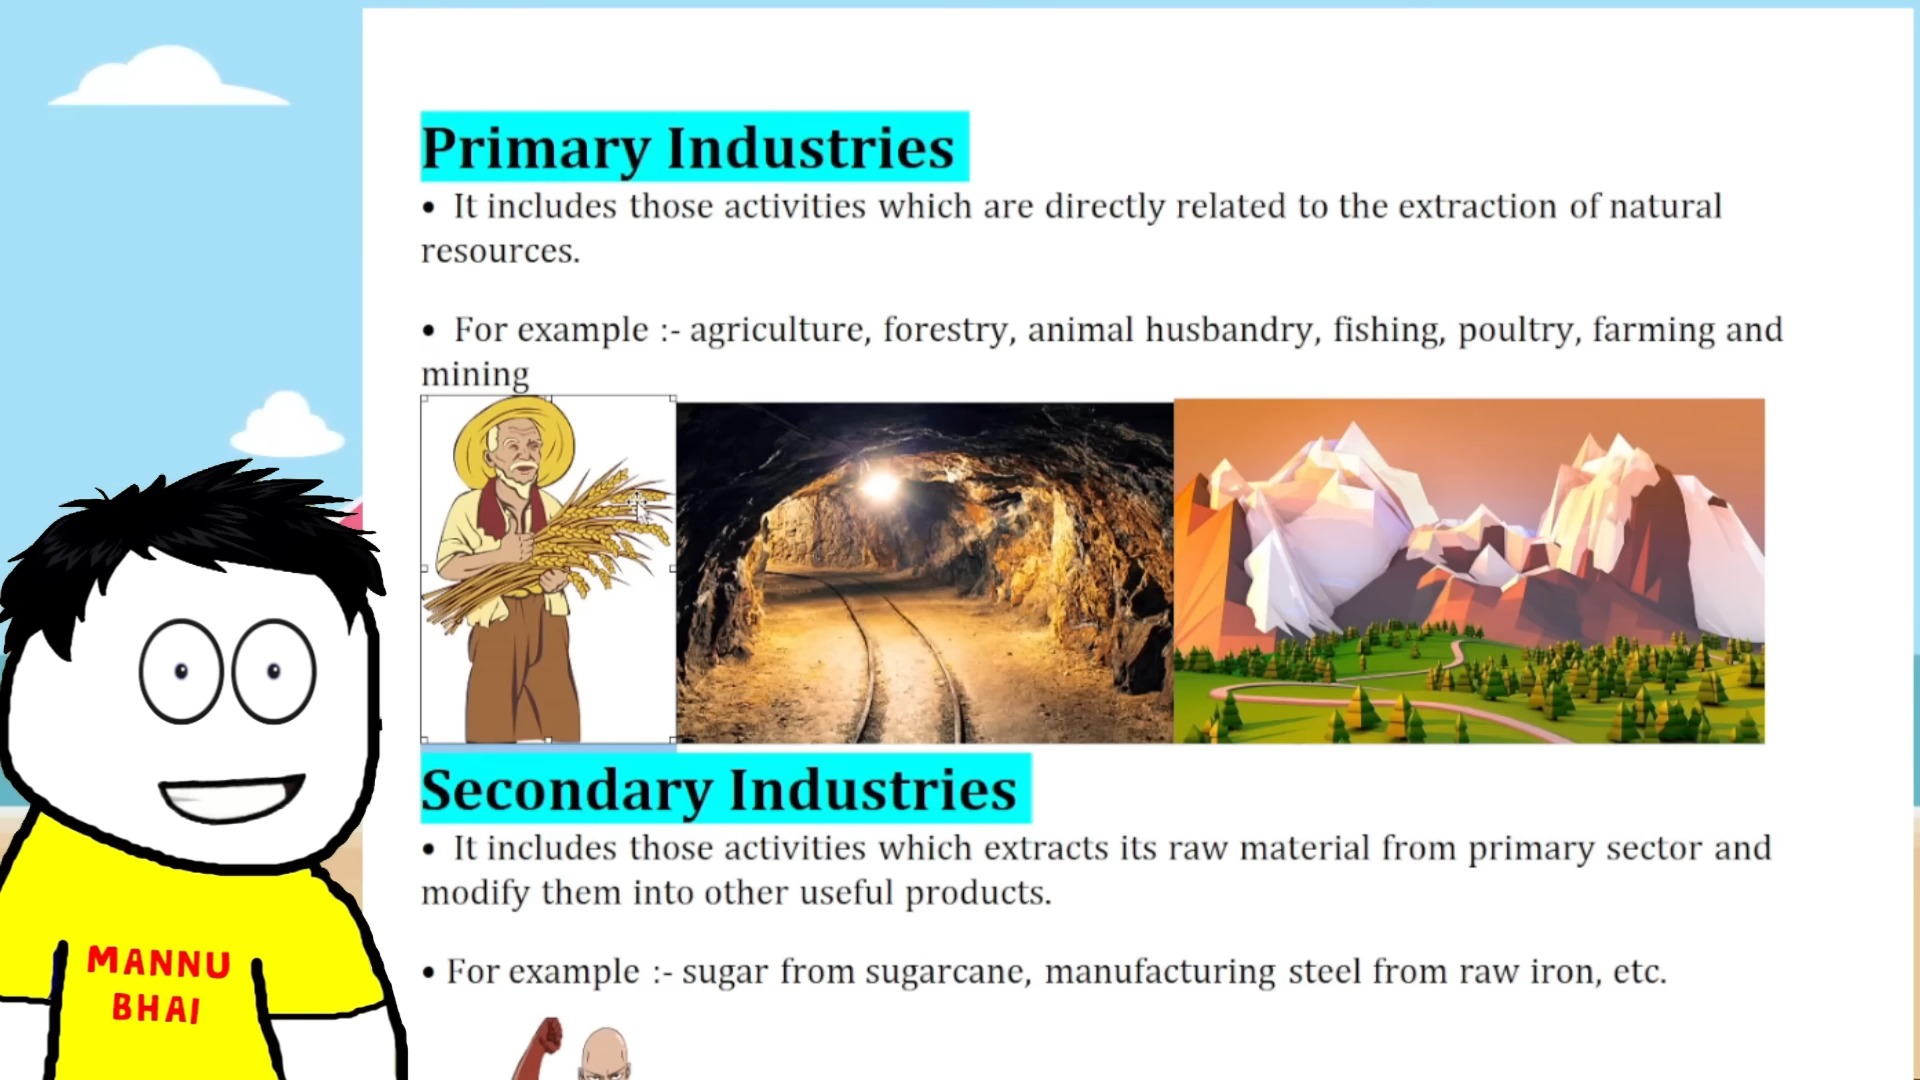 Primary Industries
• It includes those activities which are directly related to the extraction of natural
resources.
• For example :- agriculture, forestry, animal husbandry, fishing, poultry, farming and
mining
Secondary Industries
• It includes those activities which extracts its raw material from primary sector and
modify them into other useful products.
• For example :- sugar from sugarcane, manufacturing steel from raw iron, etc.
MANNU
BHAI